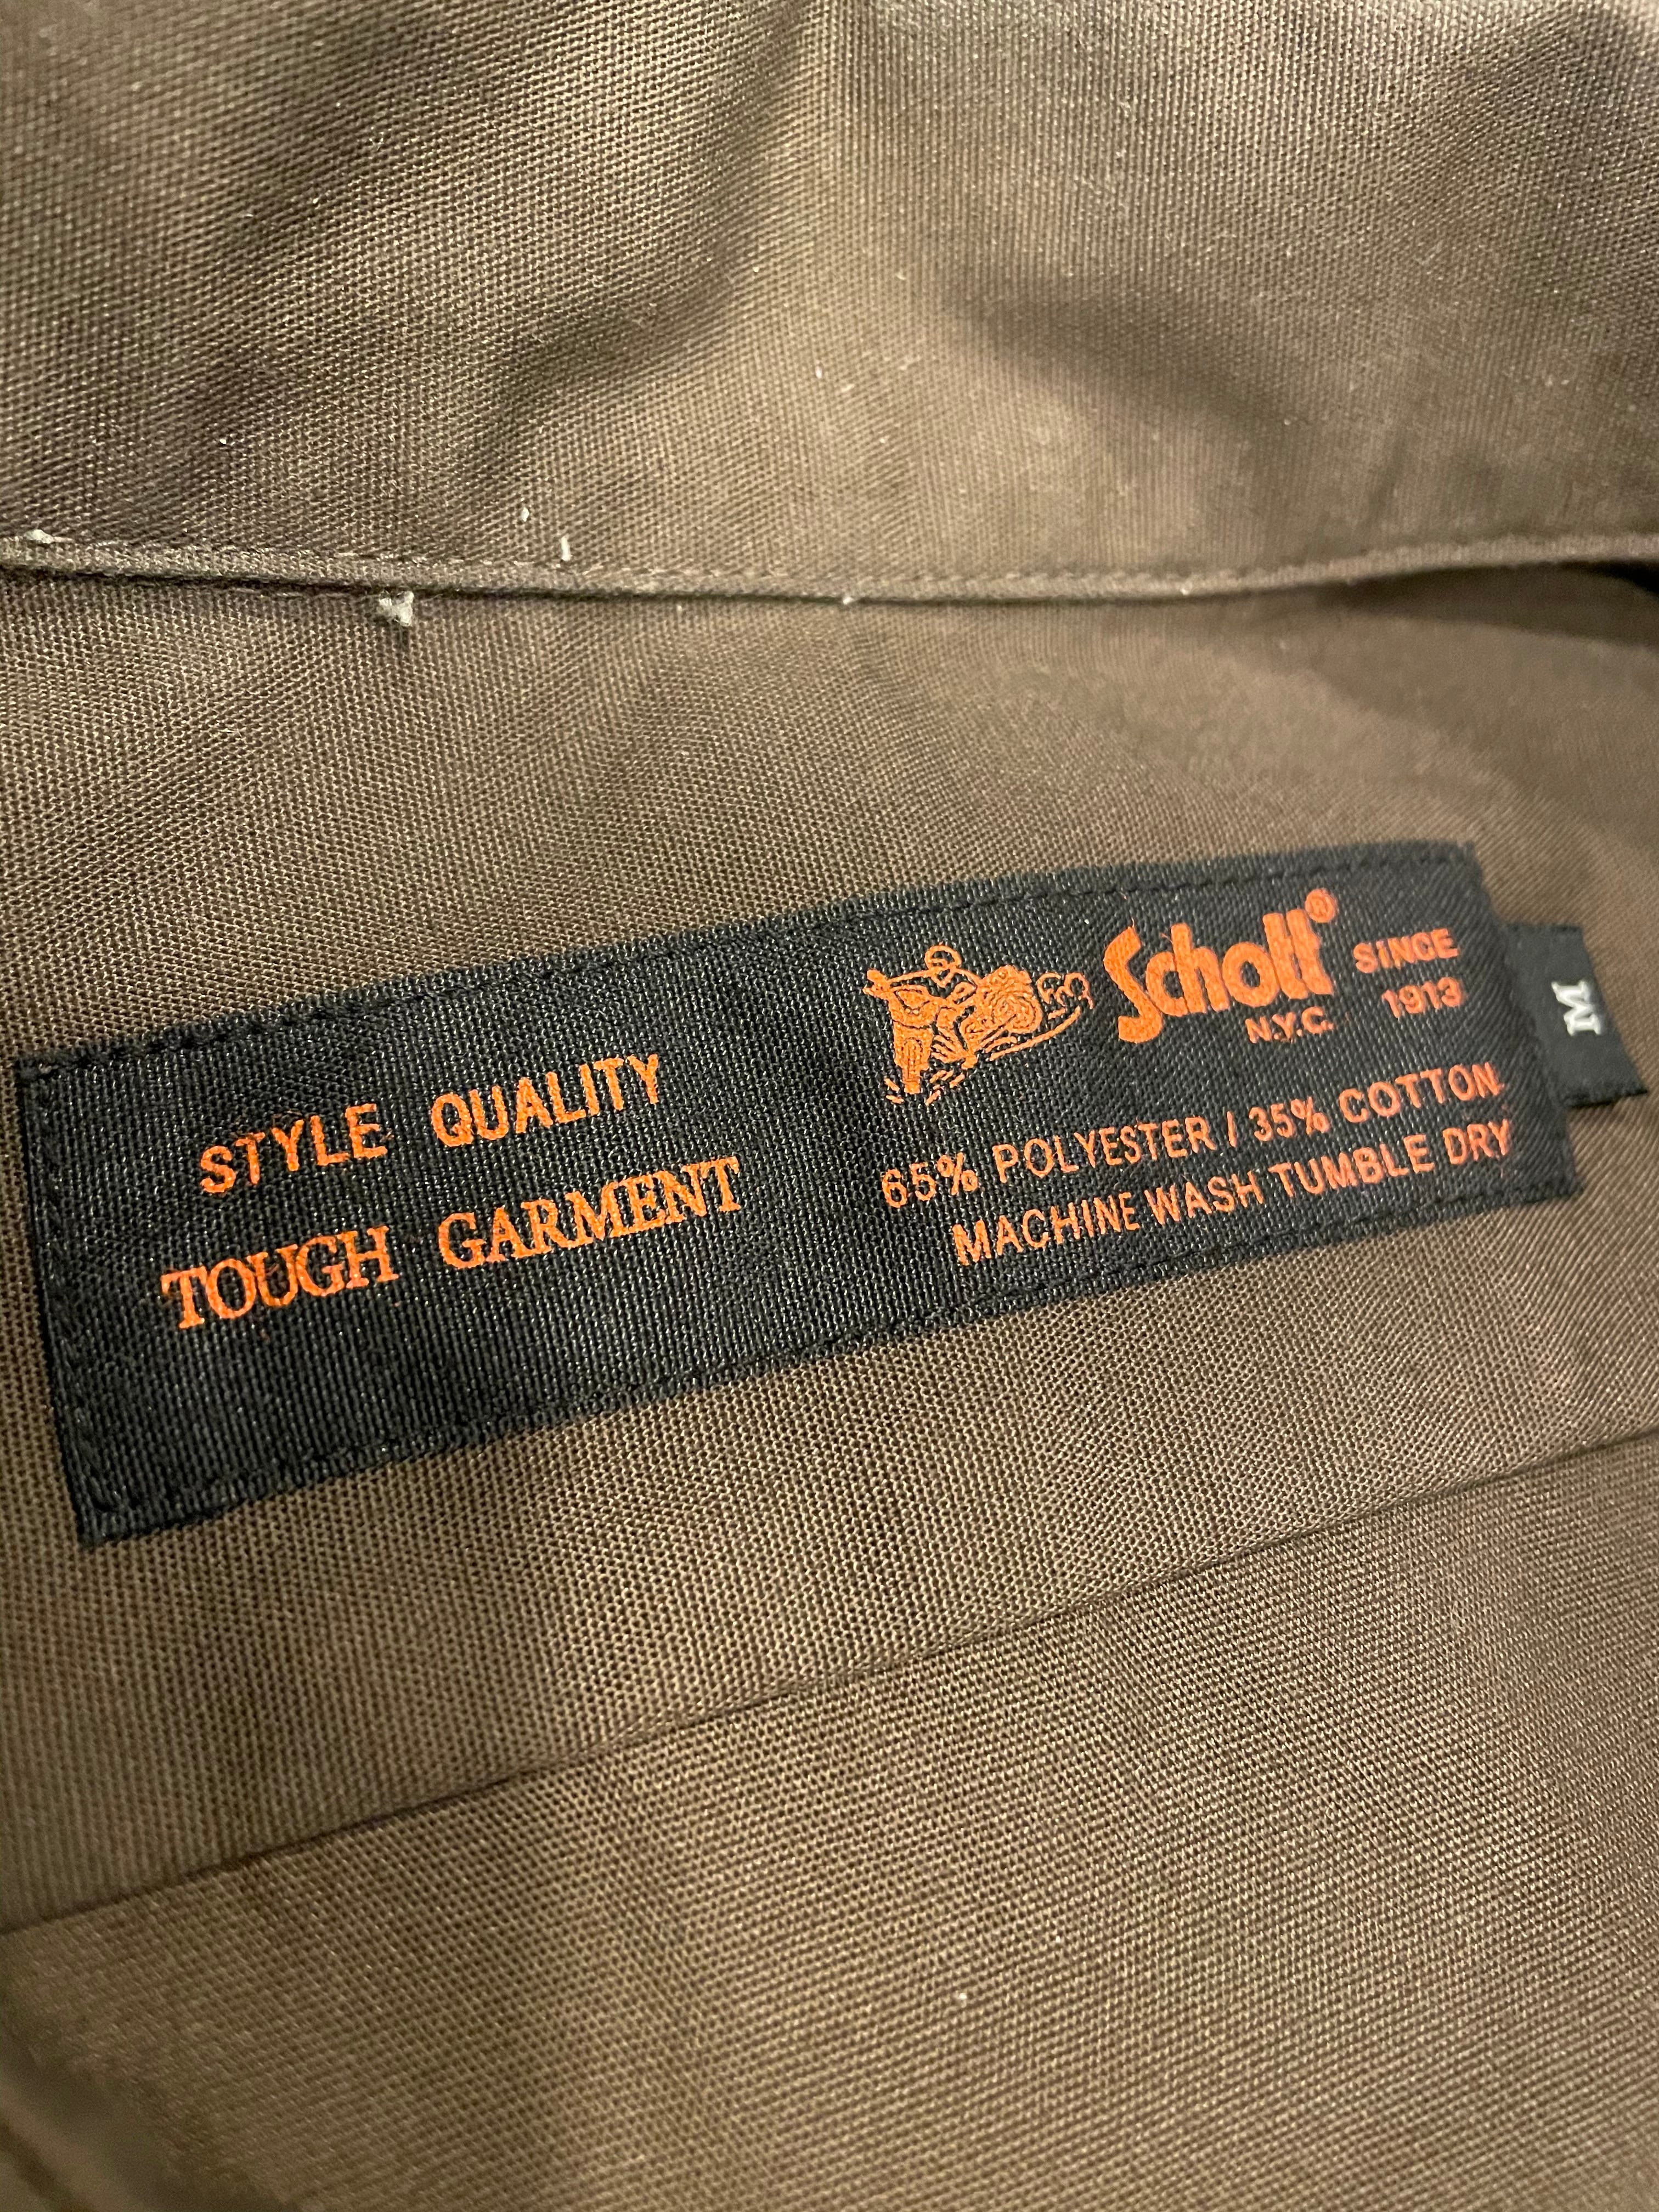 STYLE QUALITY
TOUGH GARMENT
Schott®
N.Y.C.
SINCE
1913
65% POLYESTER / 35% COTTON
MACHINE WASH TUMBLE DRY
M